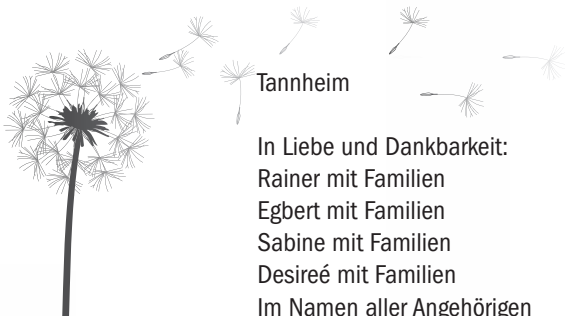 Tannheim
In Liebe und Dankbarkeit:
Rainer mit Familien
Egbert mit Familien
Sabine mit Familien
Desireé mit Familien
Im Namen aller Angehörigen